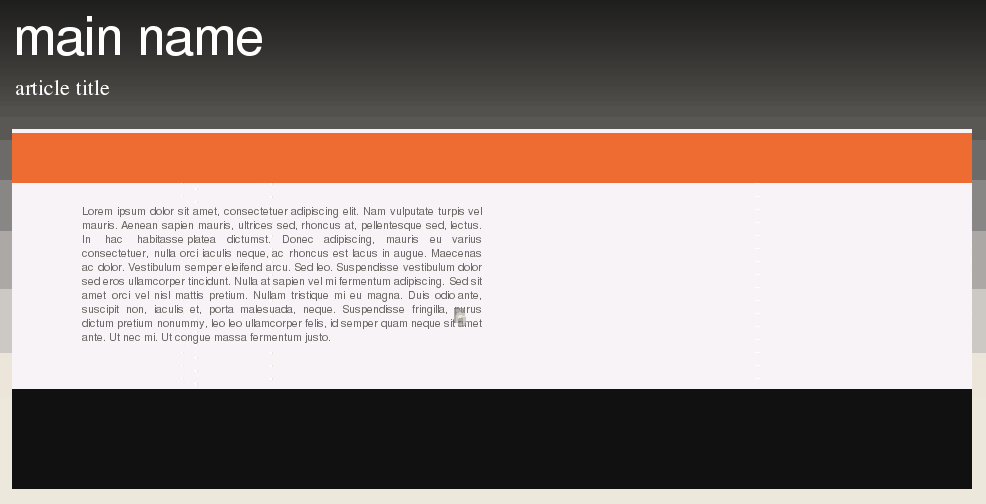 main name
article title
Lorem ipsum dolor sit amet, consectetuer adipiscing elit. Nam vulputate turpis vel
mauris. Aenean sapien mauris, ultrices sed, rhoncus at, pellentesque sed, lectus.
In hac habitasse platea dictumst. Donec adipiscing, mauris eu varius
consectetuer, nulla orci iaculis neque, ac rhoncus est lacus in augue. Maecenas
ac dolor. Vestibulum semper eleifend arcu. Sed leo. Suspendisse vestibulum dolor
sed eros ullamcorper tincidunt. Nulla at sapien vel mi fermentum adipiscing. Sed sit
amet orci vel nisl mattis pretium. Nullam tristique mi eu magna. Duis odio ante,
suscipit non, iaculis et, porta malesuada, neque. Suspendisse fringilla,
dictum pretium nonummy, leo leo ullamcorper felis, id semper quam neque sit
ante. Ut nec mi. Ut congue massa fermentum justo.